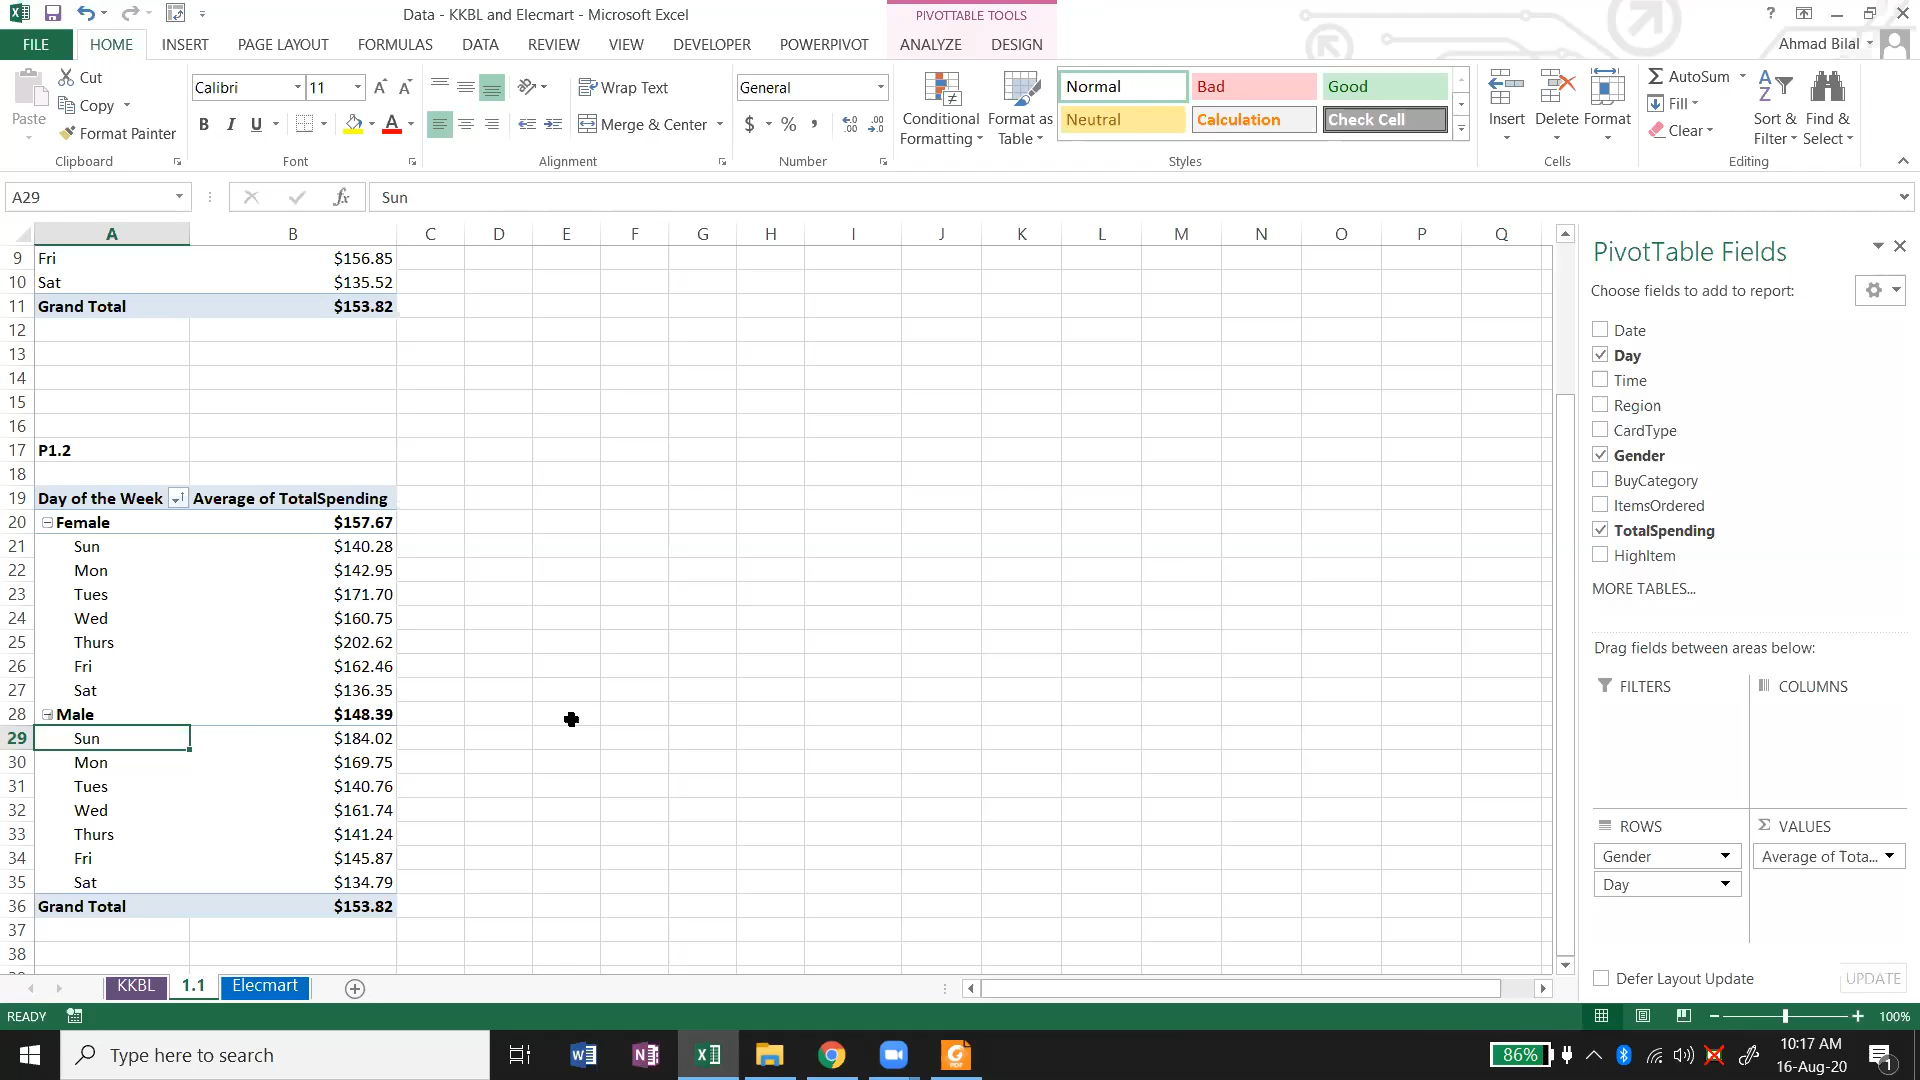 Data - KKBL and Elecmart - Microsoft Excel
PIVOTTABLE TOOLS
?
FILE HOME INSERT PAGE LAYOUT FORMULAS DATA REVIEW VIEW DEVELOPER POWERPIVOT ANALYZE DESIGN
Ahmad Bilal
Paste
Cut
Copy
Format Painter
Clipboard
Calibri 11
B I U
Font
Wrap Text
Merge & Center
Alignment
General
$ % ,
Number
Conditional Formatting
Format as Table
Normal Bad Good
Neutral Calculation Check Cell
Styles
Insert Delete Format
Cells
AutoSum
Fill
Clear
Sort & Filter
Find & Select
Editing
A29 fx Sun
A B C D E F G H I J K L M N O P Q
9 Fri $156.85
10 Sat $135.52
11 Grand Total $153.82
12
13
14
15
16
17 P1.2
18
19 Day of the Week Average of TotalSpending
20 Female $157.67
21 Sun $140.28
22 Mon $142.95
23 Tues $171.70
24 Wed $160.75
25 Thurs $202.62
26 Fri $162.46
27 Sat $136.35
28 Male $148.39
29 Sun $184.02
30 Mon $169.75
31 Tues $140.76
32 Wed $161.74
33 Thurs $141.24
34 Fri $145.87
35 Sat $134.79
36 Grand Total $153.82
37
38
PivotTable Fields
Choose fields to add to report:
Date
Day
Time
Region
CardType
Gender
BuyCategory
ItemsOrdered
TotalSpending
HighItem
MORE TABLES...
Drag fields between areas below:
FILTERS COLUMNS
ROWS VALUES
Gender Average of Tota...
Day
Defer Layout Update UPDATE
KKBL 1.1 Elecmart
READY 100%
Type here to search
86%
10:17 AM
16-Aug-20
1